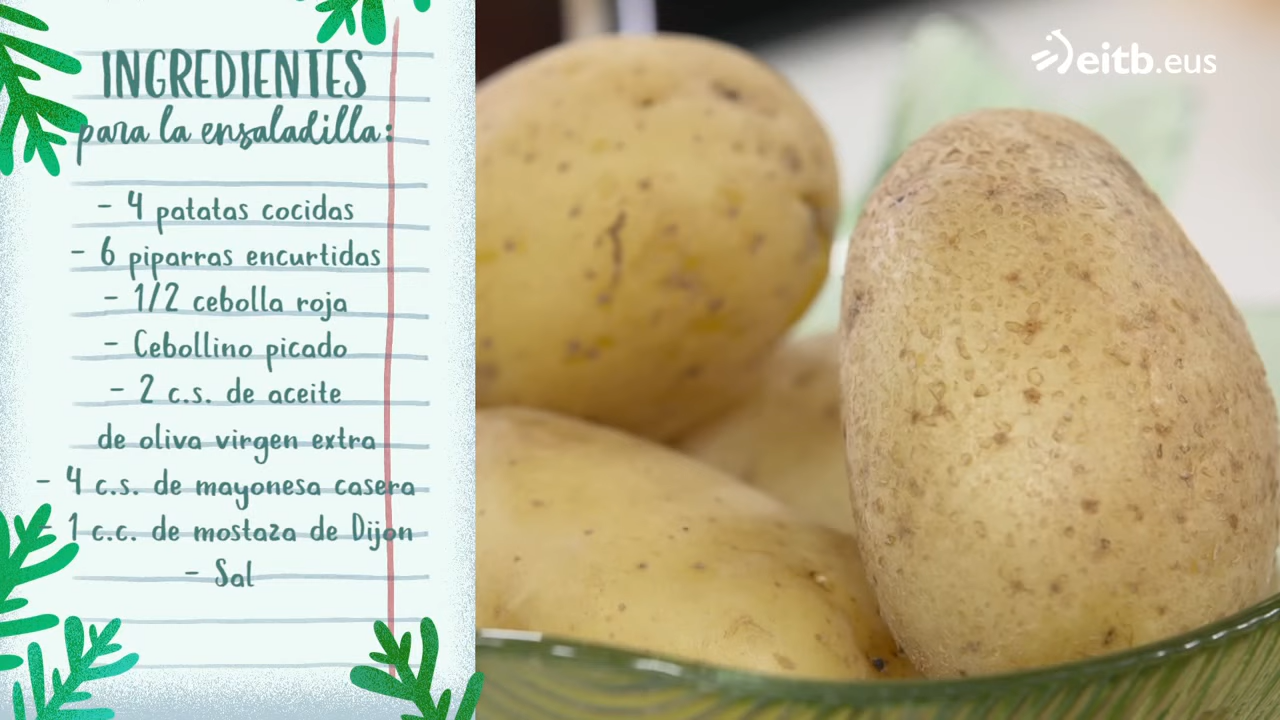 INGREDIENTES
para la ensaladilla:
- 4 patatas cocidas
- 6 piparras encurtidas
- 1/2 cebolla roja
- Cebollino picado
- 2 c.s. de aceite
de oliva virgen extra
- 4 c.s. de mayonesa casera
- 1 c.c. de mostaza de Dijon
- Sal
eitb.eus